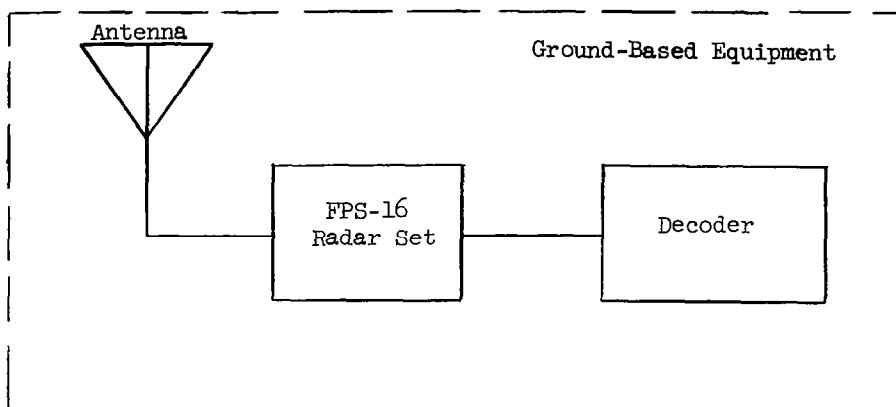 Antenna
Ground-Based Equipment
FPS-16
Radar Set
Decoder